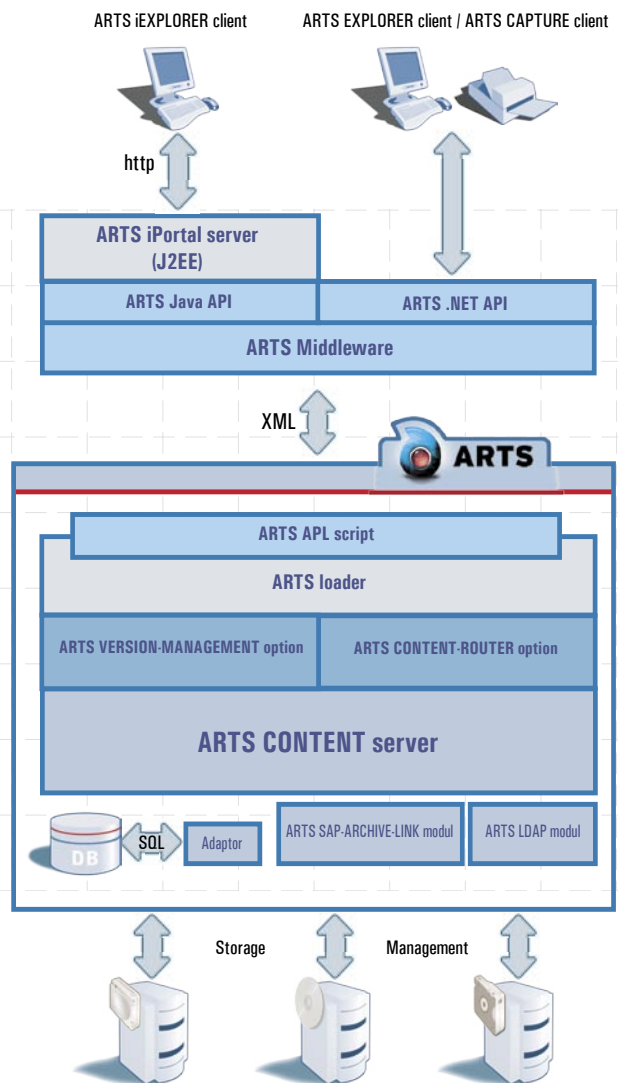 ARTS iEXPLORER client
ARTS EXPLORER client / ARTS CAPTURE client
http
ARTS iPortal server
(J2EE)
ARTS Java API
ARTS .NET API
ARTS Middleware
XML
ARTS
ARTS APL script
ARTS loader
ARTS VERSION-MANAGEMENT option
ARTS CONTENT-ROUTER option
ARTS CONTENT server
DB
SQL
Adaptor
ARTS SAP-ARCHIVE-LINK modul
ARTS LDAP modul
Storage
Management